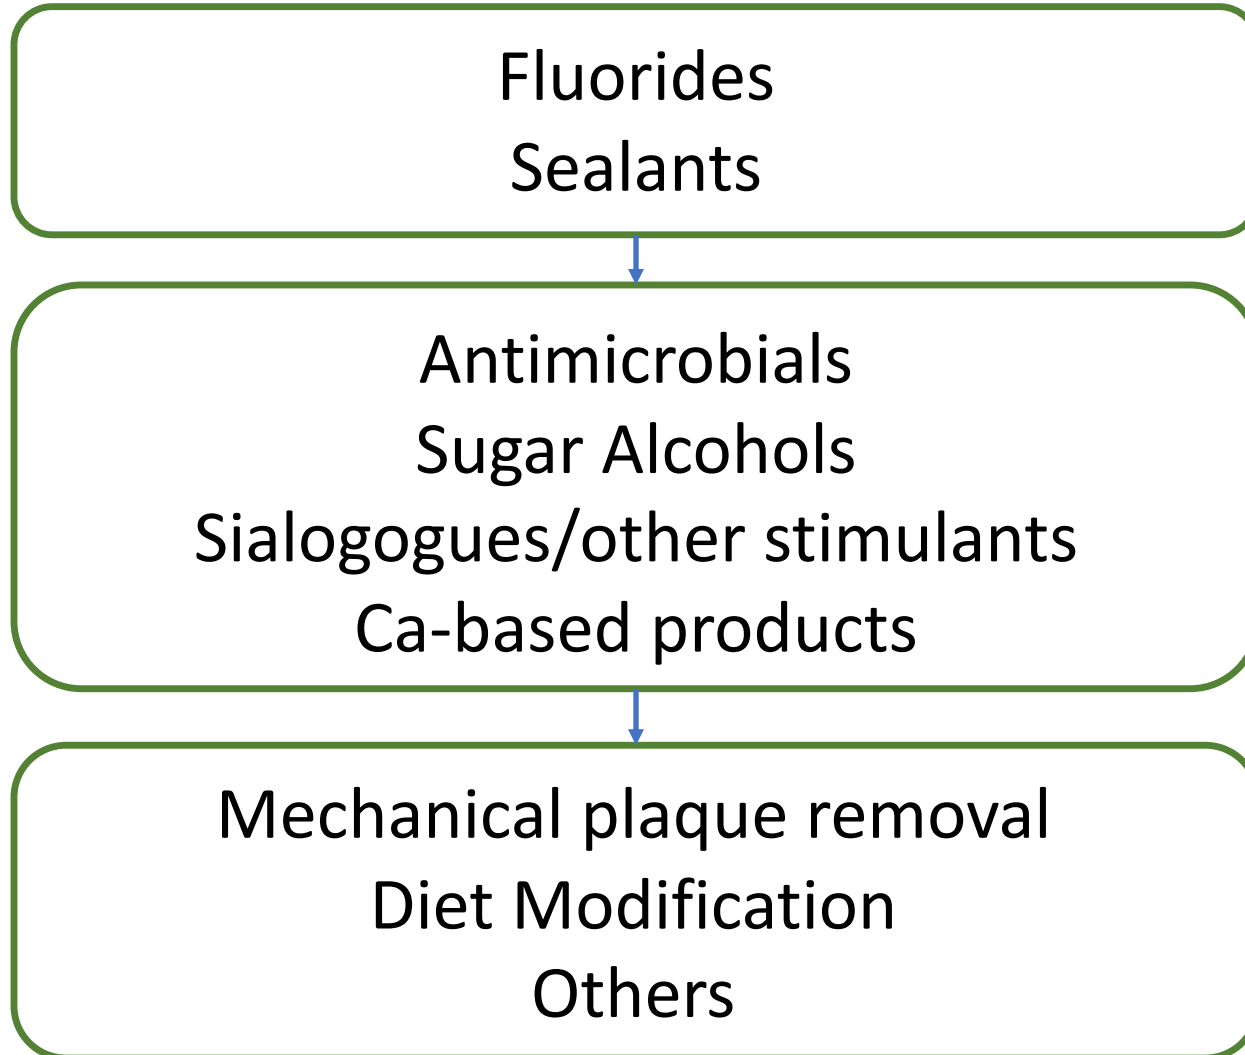 Fluorides
Sealants
Antimicrobials
Sugar Alcohols
Sialogogues/other stimulants
Ca-based products
Mechanical plaque removal
Diet Modification
Others